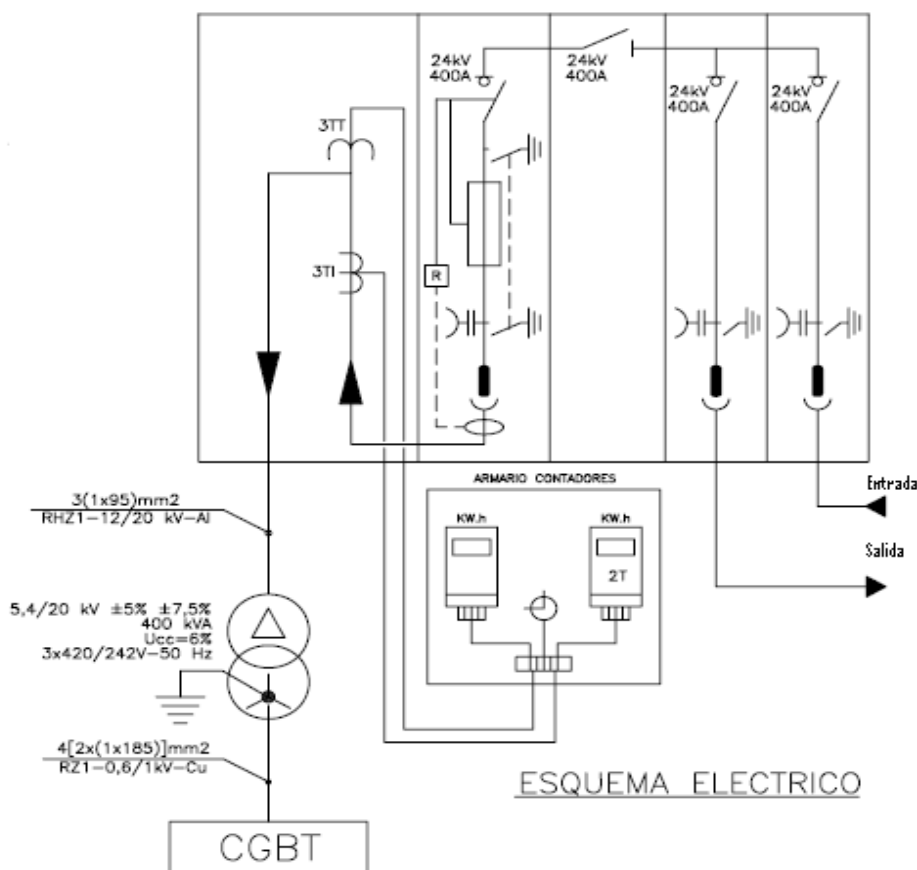 24kV
400A
24kV
400A
24kV
400A
24kV
400A
3TT
3TI
R
ARMARIO CONTADORES
KW.h
KW.h
2T
Entrada
Salida
3(1x95)mm2
RHZ1-12/20 kV-Al
5,4/20 kV ±5% ±7,5%
400 kVA
Ucc=6%
3x420/242V-50 Hz
4[2x(1x185)]mm2
RZ1-0,6/1kV-Cu
ESQUEMA ELECTRICO
CGBT